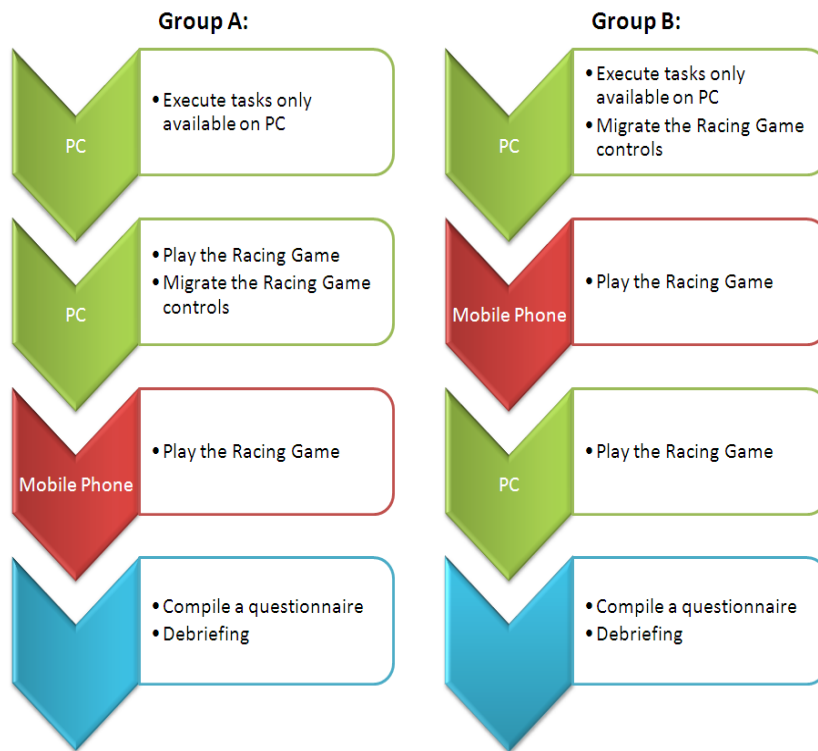 Group A:
PC
• Execute tasks only
available on PC
PC
• Play the Racing Game
• Migrate the Racing Game
controls
Mobile Phone
• Play the Racing Game
• Compile a questionnaire
• Debriefing
Group B:
PC
• Execute tasks only
available on PC
• Migrate the Racing Game
controls
Mobile Phone
• Play the Racing Game
PC
• Play the Racing Game
• Compile a questionnaire
• Debriefing